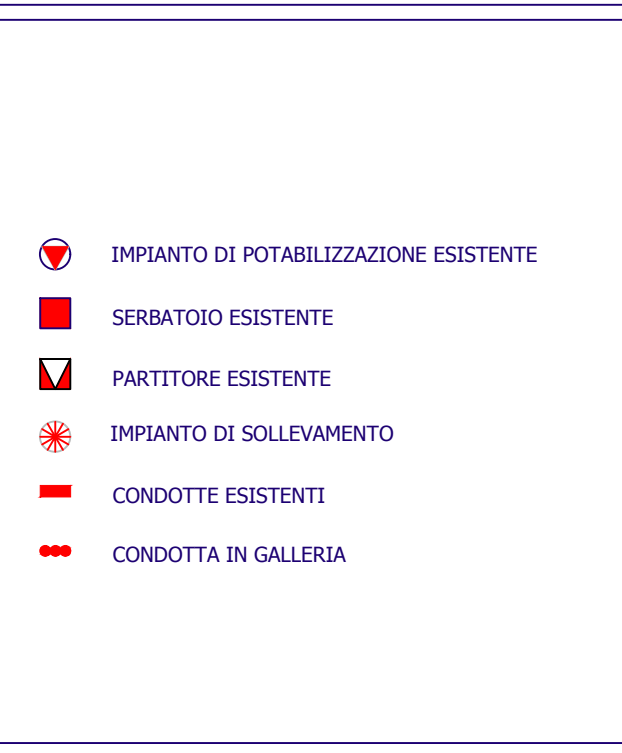 IMPIANTO DI POTABILIZZAZIONE ESISTENTE
SERBATOIO ESISTENTE
PARTITORE ESISTENTE
IMPIANTO DI SOLLEVAMENTO
CONDOTTE ESISTENTI
CONDOTTA IN GALLERIA